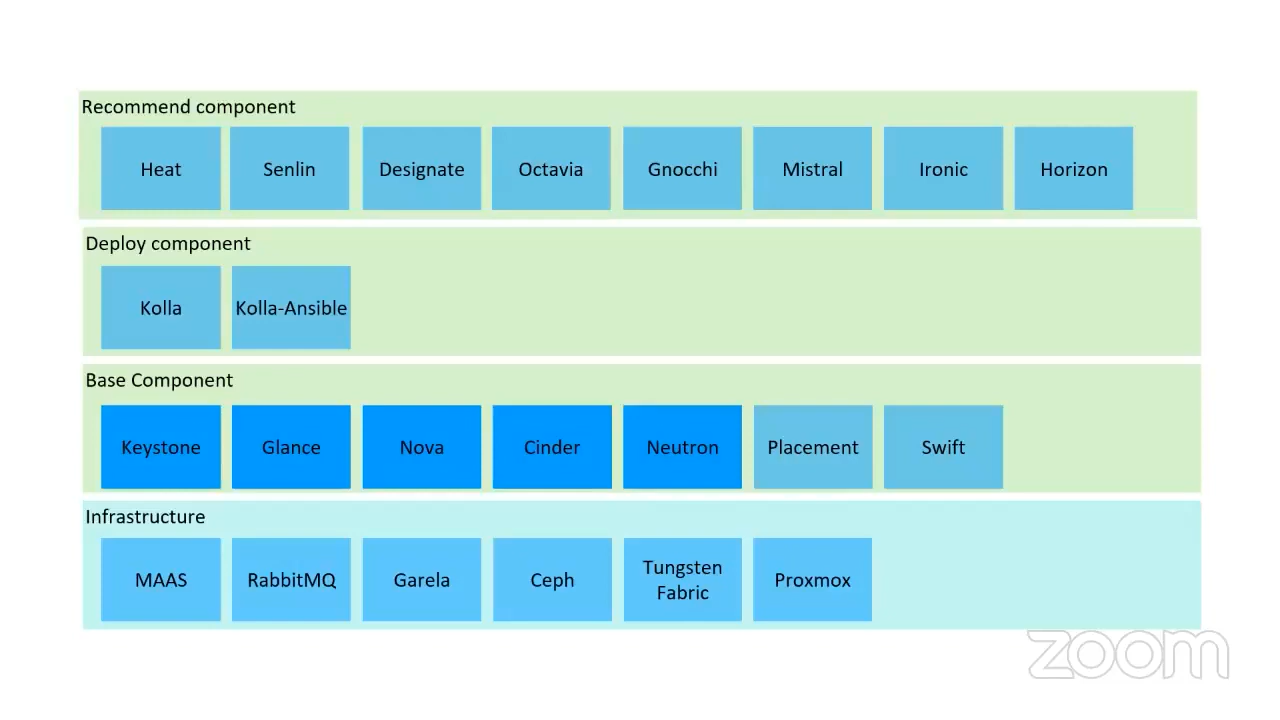 Recommend component
Heat
Senlin
Designate
Octavia
Gnocchi
Mistral
Ironic
Horizon
Deploy component
Kolla
Kolla-Ansible
Base Component
Keystone
Glance
Nova
Cinder
Neutron
Placement
Swift
Infrastructure
MAAS
RabbitMQ
Garela
Ceph
Tungsten
Fabric
Proxmox
zoom